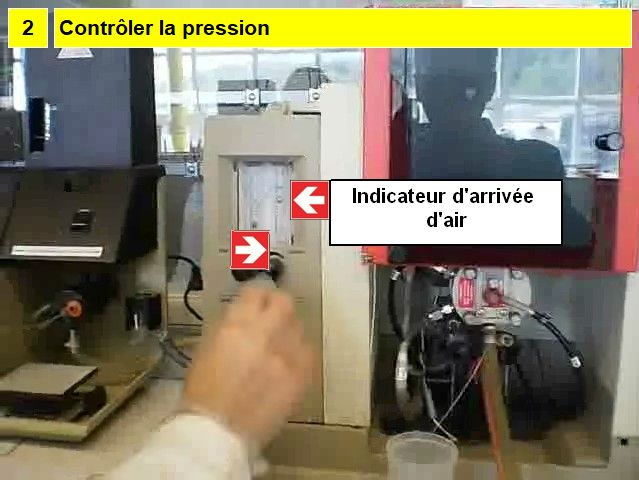 2 Contrôler la pression
Indicateur d'arrivée
d'air